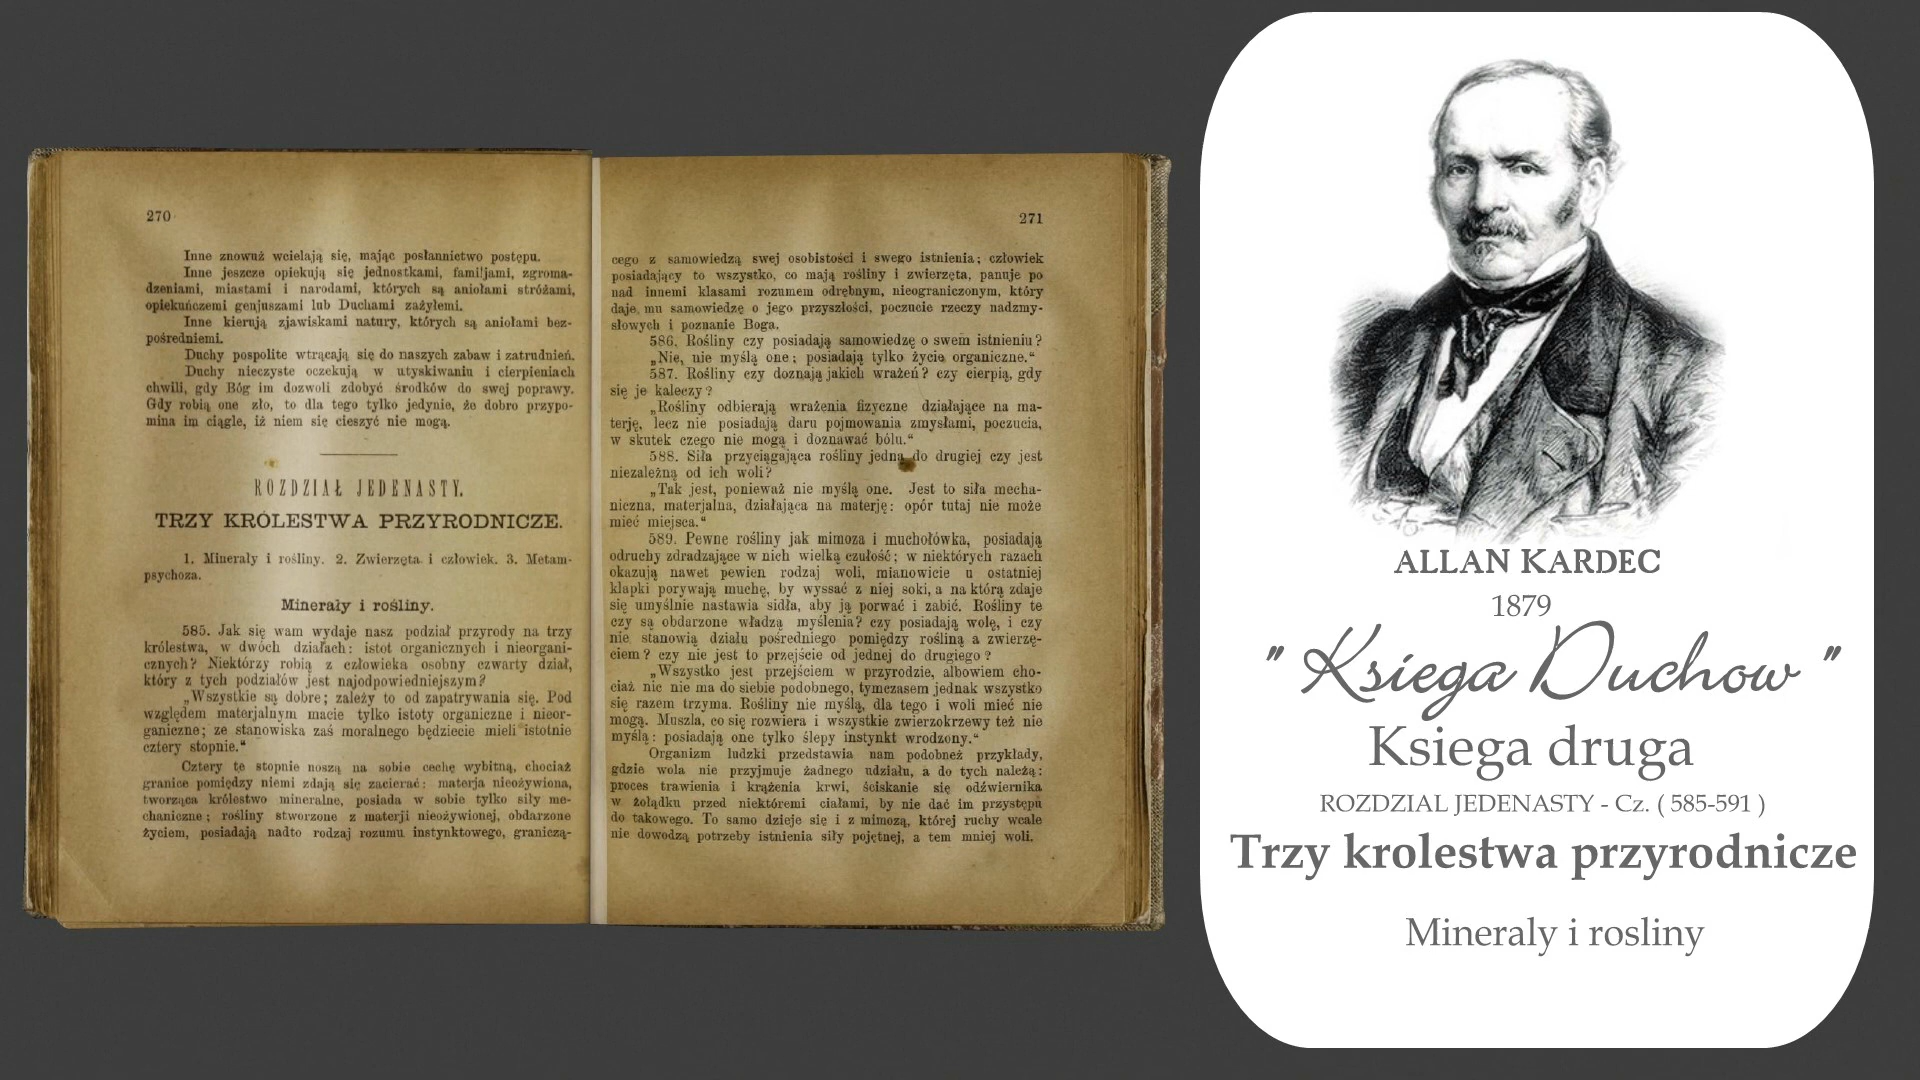 270
Inne znowuż wcielają się, mając posłannictwo postępu.
Inne jeszcze opiekują się jednostkami, familjami, zgroma-
dzeniami, miastami i narodami, których są aniołami stróżami,
opiekuńczemi genjuszami lub Duchami zażyłemi.
Inne kierują zjawiskami natury, których są aniołami bez-
pośredniemi.
Duchy pospolite wtrącają się do naszych zabaw i zatrudnień.
Duchy nieczyste oczekują w utyskiwaniu i cierpieniach
chwili, gdy Bóg im dozwoli zdobyć środków do swej poprawy.
Gdy robią one zło, to dla tego tylko jedynie, że dobro przypo-
mina im ciągle, iż niem się cieszyć nie mogą.
ROZDZIAŁ JEDENASTY.
TRZY KRÓLESTWA PRZYRODNICZE.
1. Minerały i rośliny. 2. Zwierzęta i człowiek. 3. Metam-
psychoza.
Minerały i rośliny.
585. Jak się wam wydaje nasz podział przyrody na trzy
królestwa, w dwóch działach: istot organicznych i nieorgani-
cznych? Niektórzy robią z człowieka osobny czwarty dział,
który z tych podziałów jest najodpowiedniejszym?
„Wszystkie są dobre; zależy to od zapatrywania się. Pod
względem materjalnym macie tylko istoty organiczne i nieor-
ganiczne; ze stanowiska zaś moralnego będziecie mieli istotnie
cztery stopnie.“
Cztery te stopnie noszą na sobie cechę wybitną, chociaż
granice pomiędzy niemi zdają się zacierać: materja nieożywiona,
tworząca królestwo mineralne, posiada w sobie tylko siły me-
chaniczne; rośliny stworzone z materji nieożywionej, obdarzone
życiem, posiadają nadto rodzaj rozumu instynktowego, graniczą-
271
cego z samowiedzą swej osobistości i swego istnienia; człowiek
posiadający to wszystko, co mają rośliny i zwierzęta, panuje po
nad innemi klasami rozumem odrębnym, nieograniczonym, który
daje mu samowiedzę o jego przyszłości, poczucie rzeczy nadzmy-
słowych i poznanie Boga.
586. Rośliny czy posiadają samowiedzę o swem istnieniu?
„Nie, nie myślą one; posiadają tylko życie organiczne.“
587. Rośliny czy doznają jakich wrażeń? czy cierpią, gdy
się je kaleczy?
„Rośliny odbierają wrażenia fizyczne działające na ma-
terję, lecz nie posiadają daru pojmowania zmysłami, poczucia,
w skutek czego nie mogą i doznawać bólu.“
588. Siła przyciągająca rośliny jedną do drugiej czy jest
niezależną od ich woli?
„Tak jest, ponieważ nie myślą one. Jest to siła mecha-
niczna, materjalna, działająca na materję: opór tutaj nie może
mieć miejsca.“
589. Pewne rośliny jak mimoza i muchołówka, posiadają
odruchy zdradzające w nich wielką czułość; w niektórych razach
okazują nawet pewien rodzaj woli, mianowicie u ostatniej
klapki porywają muchę, by wyssać z niej soki, a na którą zdaje
się umyślnie nastawia sidła, aby ją porwać i zabić. Rośliny te
czy są obdarzone władzą myślenia? czy posiadają wolę, i czy
nie stanowią działu pośredniego pomiędzy rośliną a zwierzę-
ciem? czy nie jest to przejście od jednej do drugiego?
„Wszystko jest przejściem w przyrodzie, albowiem cho-
ciaż nic nie ma do siebie podobnego, tymczasem jednak wszystko
się razem trzyma. Rośliny nie myślą, dla tego i woli mieć nie
mogą. Muszla, co się rozwiera i wszystkie zwierzokrzewy też nie
myślą: posiadają one tylko ślepy instynkt wrodzony.“
Organizm ludzki przedstawia nam podobneż przykłady,
gdzie wola nie przyjmuje żadnego udziału, a do tych należą:
proces trawienia i krążenia krwi, ściskanie się odźwiernika
w żołądku przed niektóremi ciałami, by nie dać im przystępu
do takowego. To samo dzieje się i z mimozą, której ruchy wcale
nie dowodzą potrzeby istnienia siły pojętnej, a tem mniej woli.
ALLAN KARDEC
1879
" Ksiega Duchow "
Ksiega druga
ROZDZIAL JEDENASTY - Cz. ( 585-591 )
Trzy krolestwa przyrodnicze
Mineraly i rosliny